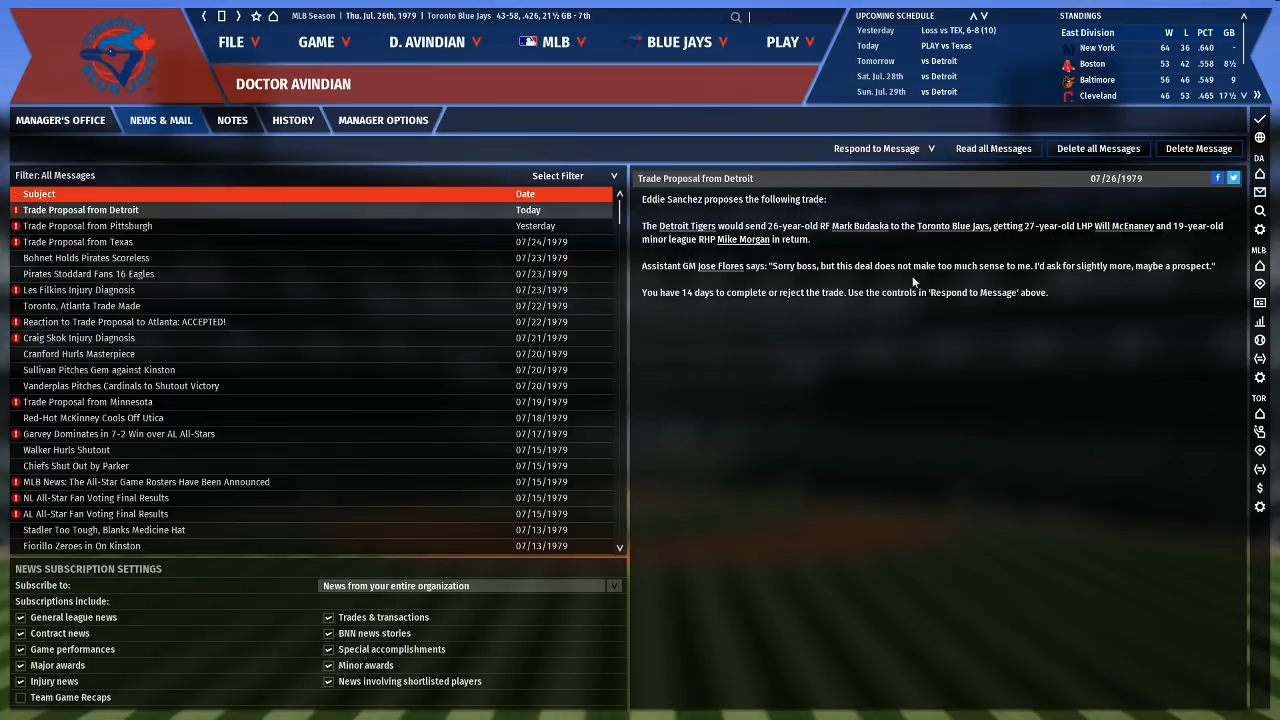 MLB Season | Thu. Jul. 26th, 1979 | Toronto Blue Jays 43-58, .426, 21 ½ GB - 7th
FILE GAME D. AVINDIAN MLB BLUE JAYS PLAY
DOCTOR AVINDIAN
BLUE JAYS
UPCOMING SCHEDULE
Yesterday Loss vs TEX, 6-8 (10)
Today PLAY vs Texas
Tomorrow vs Detroit
Sat. Jul. 28th vs Detroit
Sun. Jul. 29th vs Detroit
STANDINGS
East Division W L PCT GB
New York 64 36 .640 -
Boston 53 42 .558 8½
Baltimore 56 46 .549 9
Cleveland 46 53 .465 17½
MANAGER'S OFFICE NEWS & MAIL NOTES HISTORY MANAGER OPTIONS
Respond to Message Read all Messages Delete all Messages Delete Message
Filter: All Messages Select Filter
Subject Date
Trade Proposal from Detroit Today
Trade Proposal from Pittsburgh Yesterday
Trade Proposal from Texas 07/24/1979
Bohnet Holds Pirates Scoreless 07/23/1979
Pirates Stoddard Fans 16 Eagles 07/23/1979
Les Filkins Injury Diagnosis 07/23/1979
Toronto, Atlanta Trade Made 07/22/1979
Reaction to Trade Proposal to Atlanta: ACCEPTED! 07/22/1979
Craig Skok Injury Diagnosis 07/21/1979
Cranford Hurls Masterpiece 07/20/1979
Sullivan Pitches Gem against Kinston 07/20/1979
Vanderplas Pitches Cardinals to Shutout Victory 07/20/1979
Trade Proposal from Minnesota 07/19/1979
Red-Hot McKinney Cools Off Utica 07/18/1979
Garvey Dominates in 7-2 Win over AL All-Stars 07/17/1979
Walker Hurls Shutout 07/15/1979
Chiefs Shut Out by Parker 07/15/1979
MLB News: The All-Star Game Rosters Have Been Announced 07/15/1979
NL All-Star Fan Voting Final Results 07/15/1979
AL All-Star Fan Voting Final Results 07/15/1979
Stadler Too Tough, Blanks Medicine Hat 07/13/1979
Fiorillo Zeroes in On Kinston 07/13/1979
Trade Proposal from Detroit 07/26/1979
Eddie Sanchez proposes the following trade:
The Detroit Tigers would send 26-year-old RF Mark Budaska to the Toronto Blue Jays, getting 27-year-old LHP Will McEnaney and 19-year-old
minor league RHP Mike Morgan in return.
Assistant GM Jose Flores says: "Sorry boss, but this deal does not make too much sense to me. I'd ask for slightly more, maybe a prospect."
You have 14 days to complete or reject the trade. Use the controls in 'Respond to Message' above.
NEWS SUBSCRIPTION SETTINGS
Subscribe to: News from your entire organization
Subscriptions include:
General league news Trades & transactions
Contract news BNN news stories
Game performances Special accomplishments
Major awards Minor awards
Injury news News involving shortlisted players
Team Game Recaps
DA
MLB
TOR